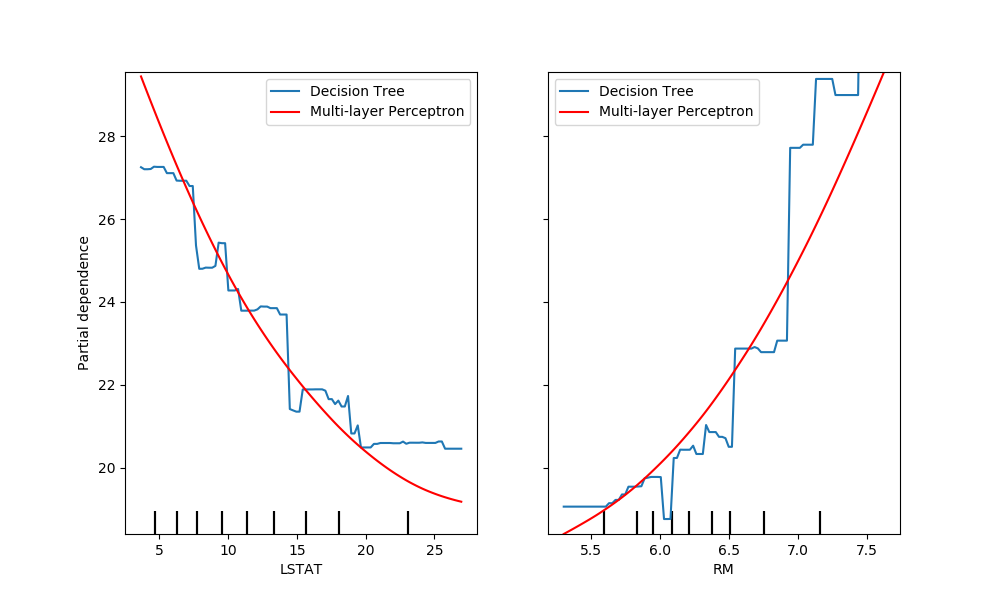 Decision Tree
Multi-layer Perceptron
28
26
24
22
20
Partial dependence
5 10 15 20 25
LSTAT
Decision Tree
Multi-layer Perceptron
5.5 6.0 6.5 7.0 7.5
RM